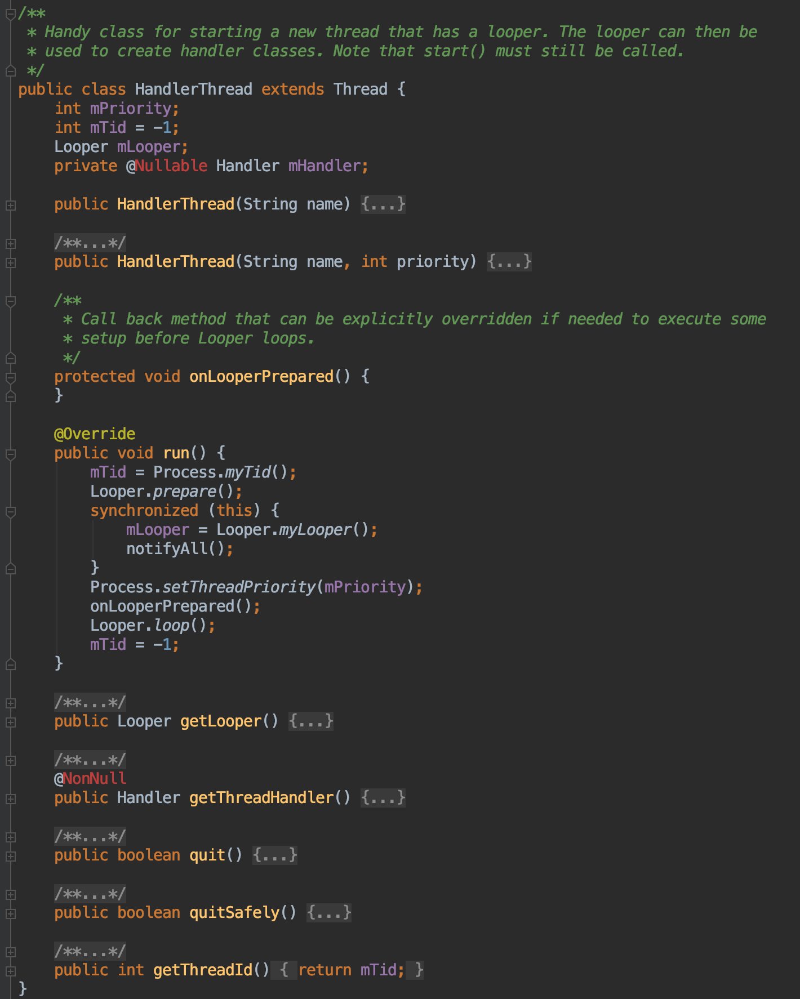 /**
 * Handy class for starting a new thread that has a looper. The looper can then be
 * used to create handler classes. Note that start() must still be called.
 */
public class HandlerThread extends Thread {
    int mPriority;
    int mTid = -1;
    Looper mLooper;
    private @Nullable Handler mHandler;

    public HandlerThread(String name) {...}

    /**...*/
    public HandlerThread(String name, int priority) {...}

    /**
     * Call back method that can be explicitly overridden if needed to execute some
     * setup before Looper loops.
     */
    protected void onLooperPrepared() {
    }

    @Override
    public void run() {
        mTid = Process.myTid();
        Looper.prepare();
        synchronized (this) {
            mLooper = Looper.myLooper();
            notifyAll();
        }
        Process.setThreadPriority(mPriority);
        onLooperPrepared();
        Looper.loop();
        mTid = -1;
    }

    /**...*/
    public Looper getLooper() {...}

    /**...*/
    @NonNull
    public Handler getThreadHandler() {...}

    /**...*/
    public boolean quit() {...}

    /**...*/
    public boolean quitSafely() {...}

    /**...*/
    public int getThreadId() { return mTid; }
}